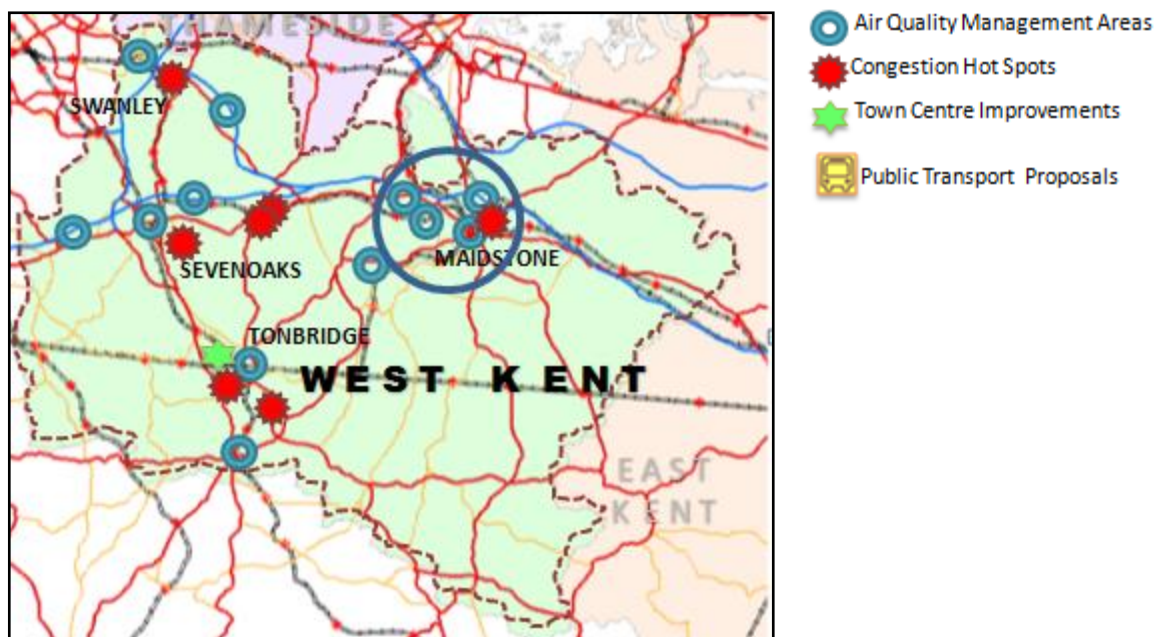 THAMESIDE
SWANLEY
SEVENOAKS
MAIDSTONE
TONBRIDGE
WEST KENT
EAST
KENT
Air Quality Management Areas
Congestion Hot Spots
Town Centre Improvements
Public Transport Proposals